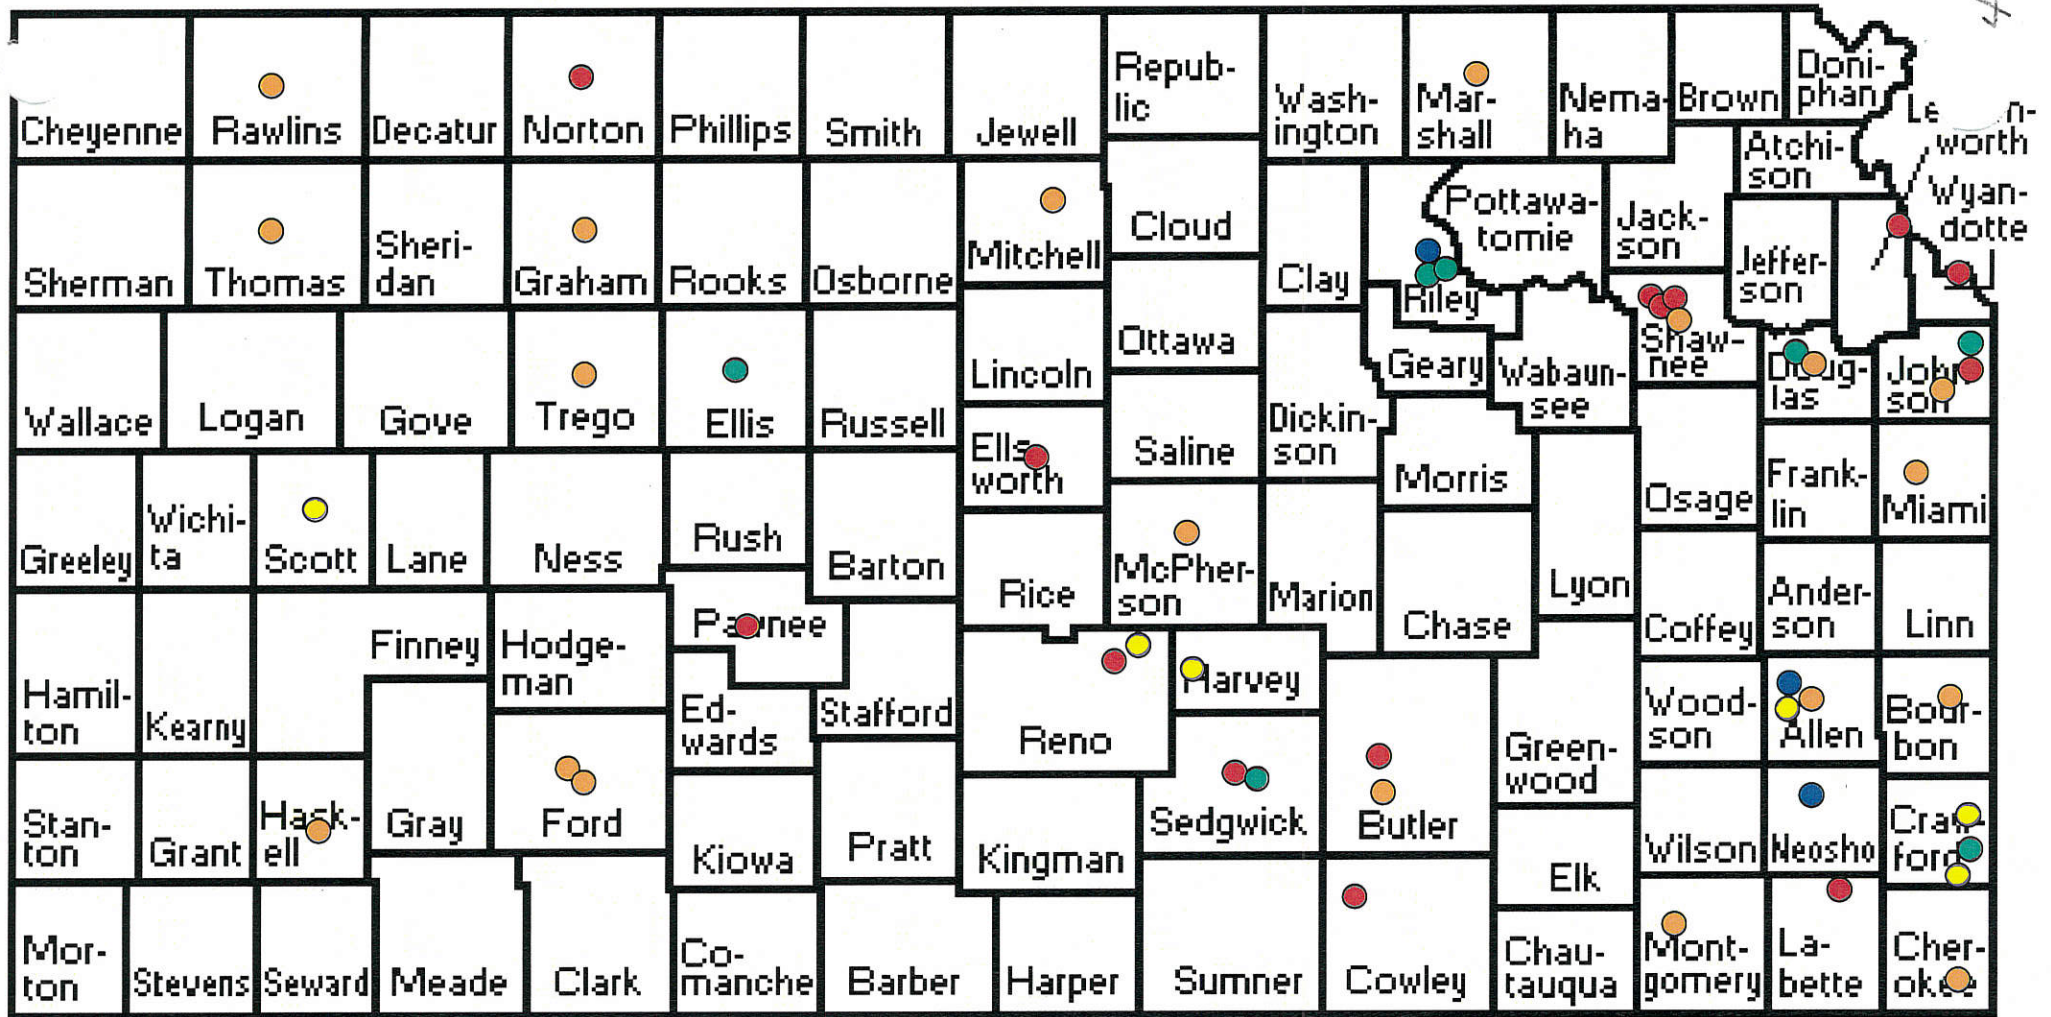 Cheyenne
Rawlins
Decatur
Norton
Phillips
Smith
Jewell
Repub-
lic
Wash-
ington
Mar-
shall
Nema-
ha
Brown
Doni-
phan
Atchi-
son
worth
Wyan-
dotte
Sherman
Thomas
Sheri-
dan
Graham
Rooks
Osborne
Mitchell
Cloud
Clay
Riley
Pottawa-
tomie
Jack-
son
Jeffer-
son
Wallace
Logan
Gove
Trego
Ellis
Russell
Lincoln
Ottawa
Dickin-
son
Geary
Wabaun-
see
Shaw-
nee
Doug-
las
John
son
Greeley
Wichi-
ta
Scott
Lane
Ness
Rush
Barton
Ells
worth
Saline
Morris
Osage
Frank-
lin
Miami
Hamil-
ton
Kearny
Finney
Hodge-
man
Pawnee
Rice
McPher-
son
Marion
Chase
Lyon
Coffey
Ander-
son
Linn
Ed-
wards
Stafford
Reno
Harvey
Green-
wood
Wood-
son
Allen
Bour-
bon
Stan-
ton
Grant
Hask-
ell
Gray
Ford
Kiowa
Pratt
Kingman
Sedgwick
Butler
Elk
Wilson
Neosho
Craw-
ford
Mor-
ton
Stevens
Seward
Meade
Clark
Co-
manche
Barber
Harper
Sumner
Cowley
Chau-
tauqua
Mont-
gomery
La-
bette
Cher-
okee